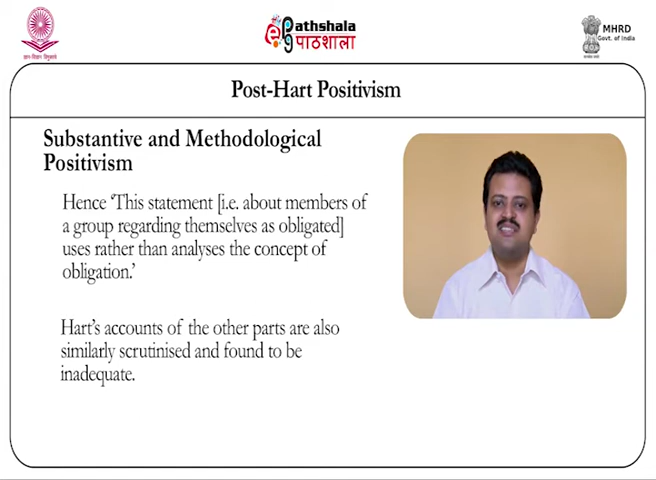 Pathshala
पाठशाला
MHRD
Govt. of India
ज्ञान-विज्ञान विमुक्तये
Post-Hart Positivism
Substantive and Methodological
Positivism
Hence ‘This statement [i.e. about members of
a group regarding themselves as obligated]
uses rather than analyses the concept of
obligation.’
Hart’s accounts of the other parts are also
similarly scrutinised and found to be
inadequate.